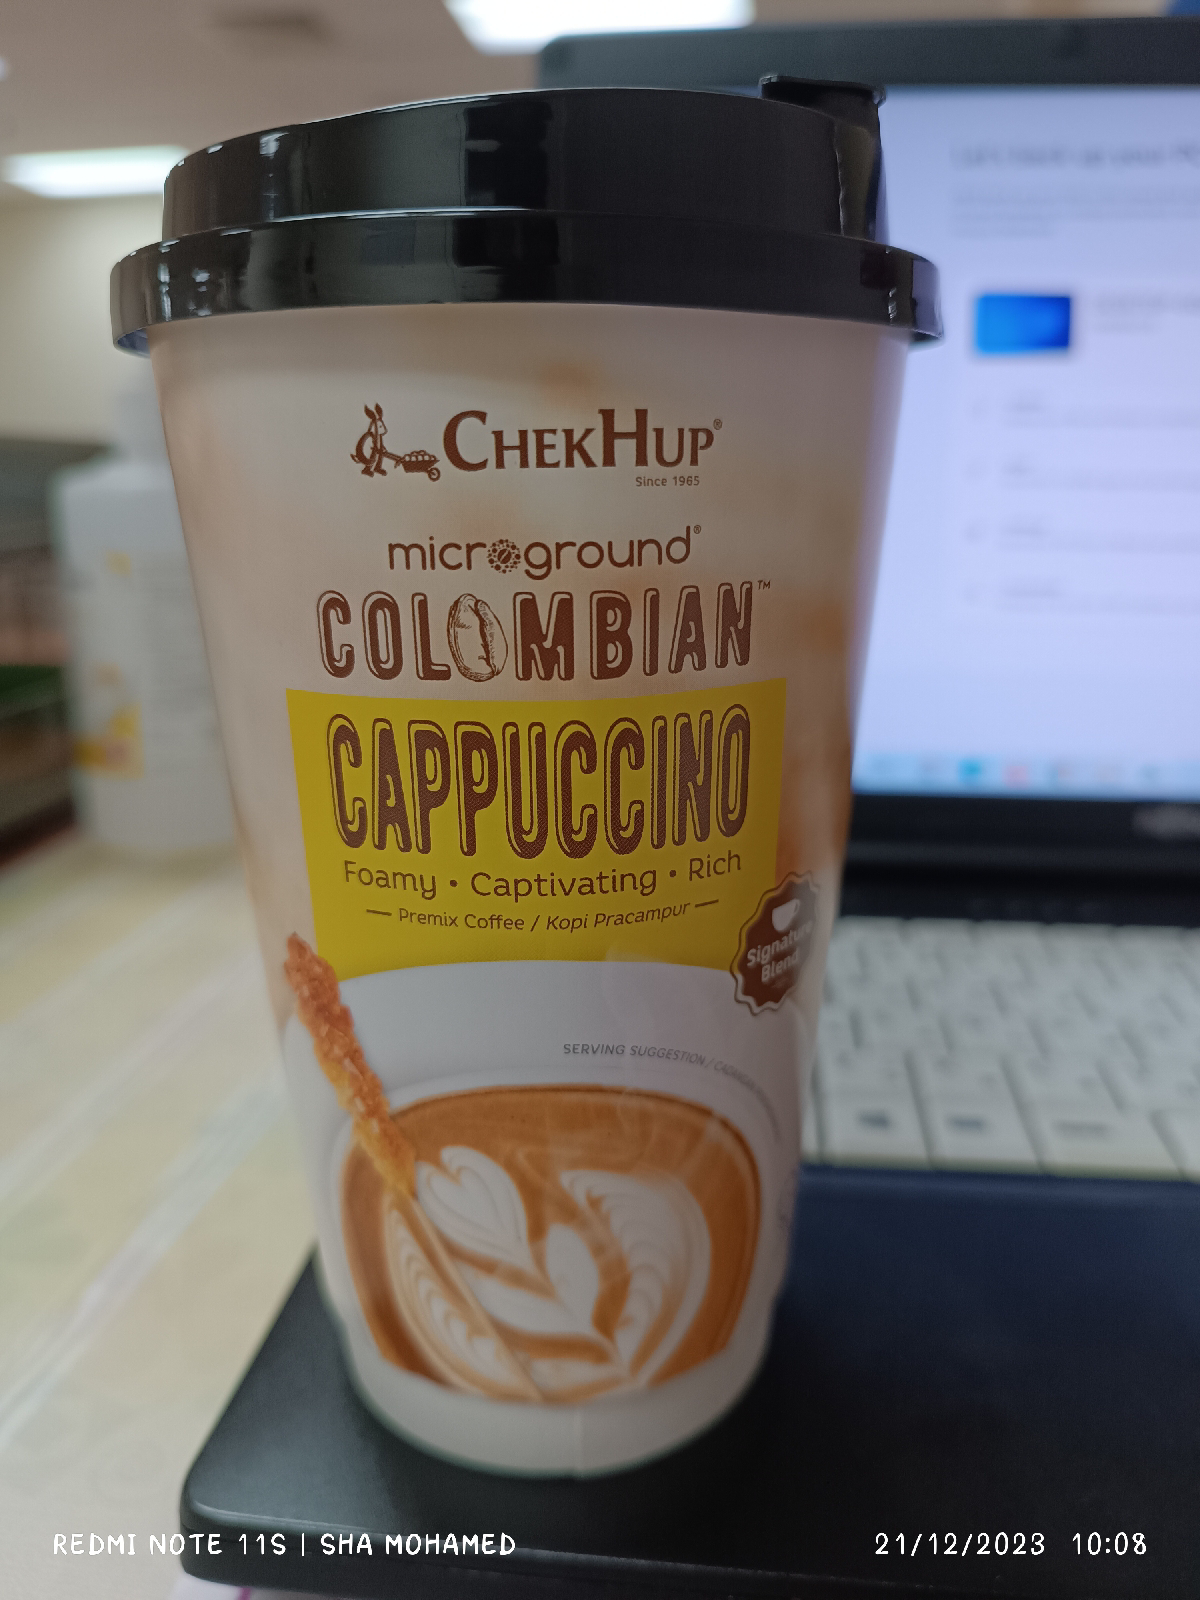 CHEKHUP®
Since 1965
microground®
COLOMBIAN™
CAPPUCCINO
Foamy • Captivating • Rich
— Premix Coffee / Kopi Pracampur —
Signature
Blend
SERVING SUGGESTION /
REDMI NOTE 11S | SHA MOHAMED
21/12/2023 10:08